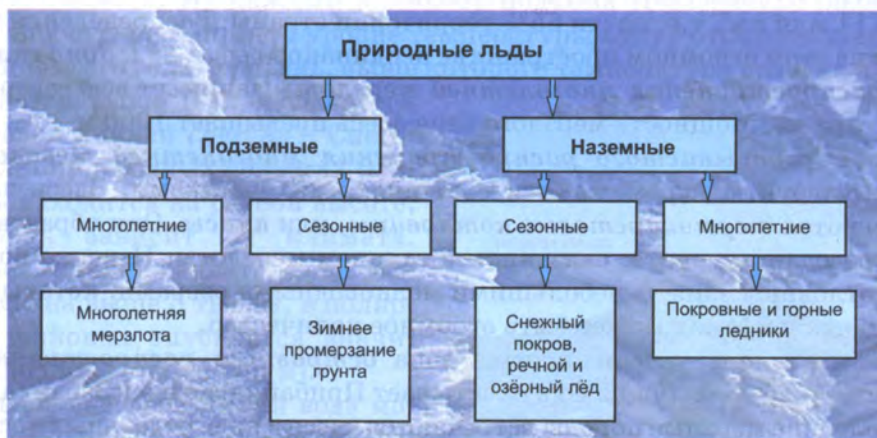 Природные льды
Подземные
Наземные
Многолетние
Сезонные
Сезонные
Многолетние
Многолетняя
мерзлота
Зимнее
промерзание
грунта
Снежный
покров,
речной и
озёрный лёд
Покровные и горные
ледники